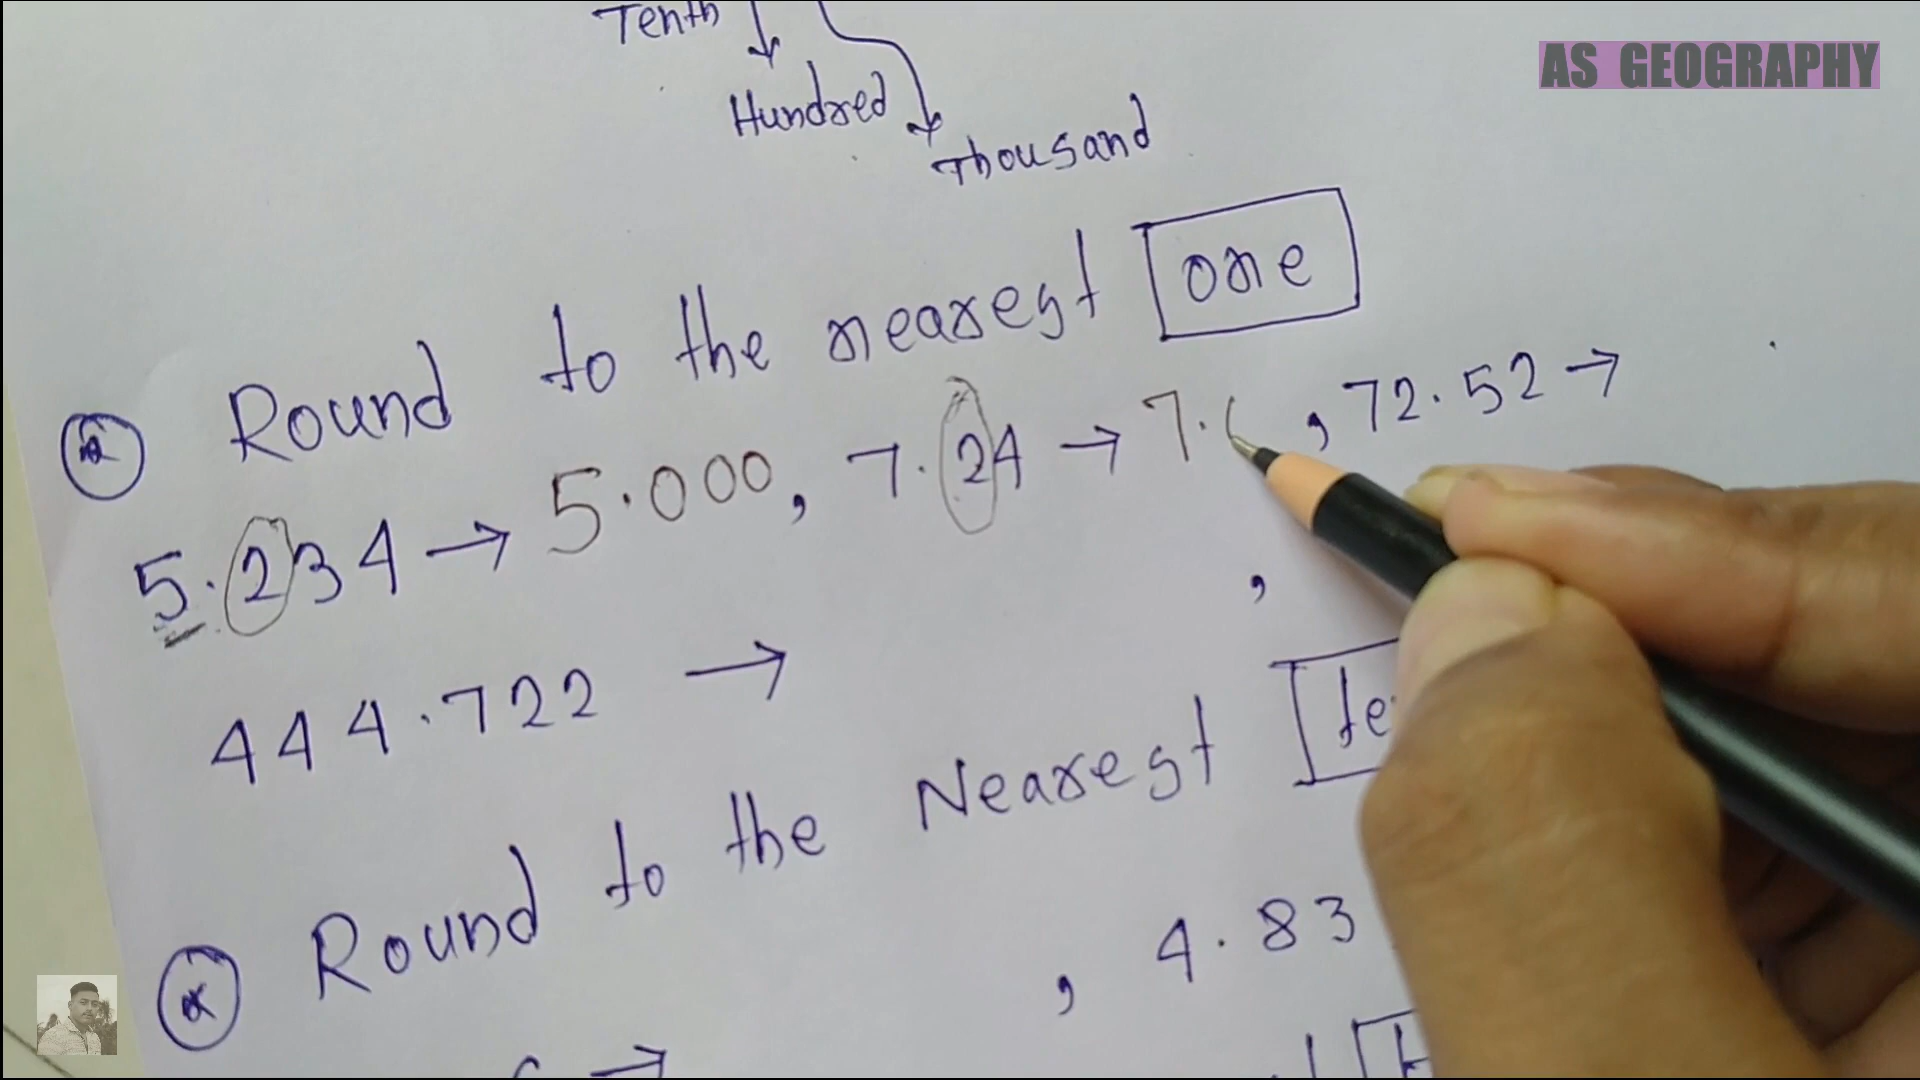 Tenth
AS GEOGRAPHY
Hundred
Thousand
Round to the nearest one
5.234 → 5.000, 7.24 → 7. , 72.52 →
444.722 → ,
Round to the Nearest
, 4.83
→